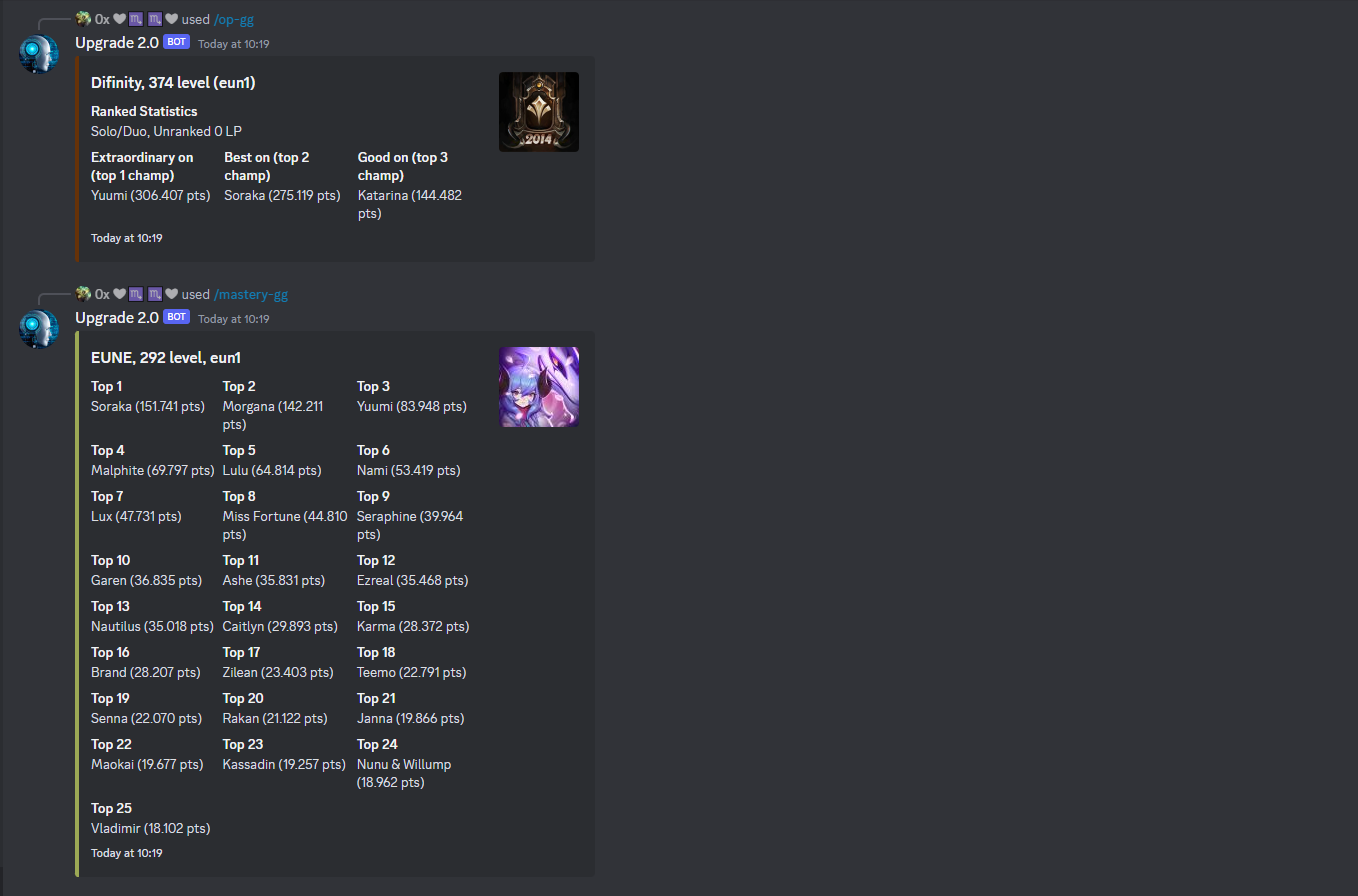 0x used /op-gg
Upgrade 2.0 BOT Today at 10:19
Difinity, 374 level (eun1)
2014
Ranked Statistics
Solo/Duo, Unranked 0 LP
Extraordinary on Best on (top 2 Good on (top 3
(top 1 champ) champ) champ)
Yuumi (306.407 pts) Soraka (275.119 pts) Katarina (144.482
pts)
Today at 10:19
0x used /mastery-gg
Upgrade 2.0 BOT Today at 10:19
EUNE, 292 level, eun1
Top 1 Top 2 Top 3
Soraka (151.741 pts) Morgana (142.211 Yuumi (83.948 pts)
pts)
Top 4 Top 5 Top 6
Malphite (69.797 pts) Lulu (64.814 pts) Nami (53.419 pts)
Top 7 Top 8 Top 9
Lux (47.731 pts) Miss Fortune (44.810 Seraphine (39.964
pts) pts)
Top 10 Top 11 Top 12
Garen (36.835 pts) Ashe (35.831 pts) Ezreal (35.468 pts)
Top 13 Top 14 Top 15
Nautilus (35.018 pts) Caitlyn (29.893 pts) Karma (28.372 pts)
Top 16 Top 17 Top 18
Brand (28.207 pts) Zilean (23.403 pts) Teemo (22.791 pts)
Top 19 Top 20 Top 21
Senna (22.070 pts) Rakan (21.122 pts) Janna (19.866 pts)
Top 22 Top 23 Top 24
Maokai (19.677 pts) Kassadin (19.257 pts) Nunu & Willump
(18.962 pts)
Top 25
Vladimir (18.102 pts)
Today at 10:19